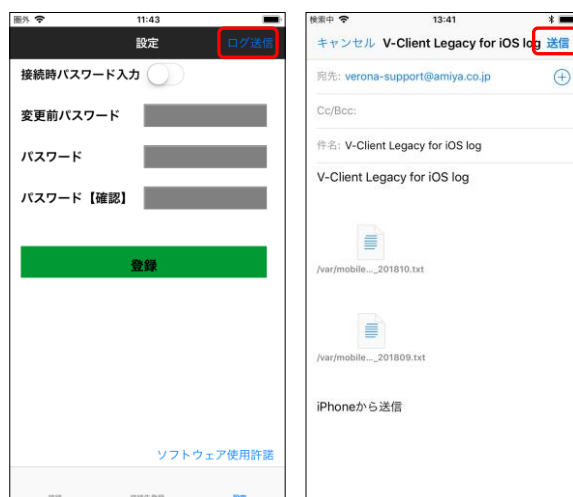 圏外 11:43
設定 ログ送信
接続時パスワード入力
変更前パスワード
パスワード
パスワード【確認】
登録
ソフトウェア使用許諾
検索中 13:41
キャンセル V-Client Legacy for iOS log 送信
宛先: verona-support@amiya.co.jp
Cc/Bcc:
件名: V-Client Legacy for iOS log
V-Client Legacy for iOS log
/var/mobile..._201810.txt
/var/mobile..._201809.txt
iPhoneから送信